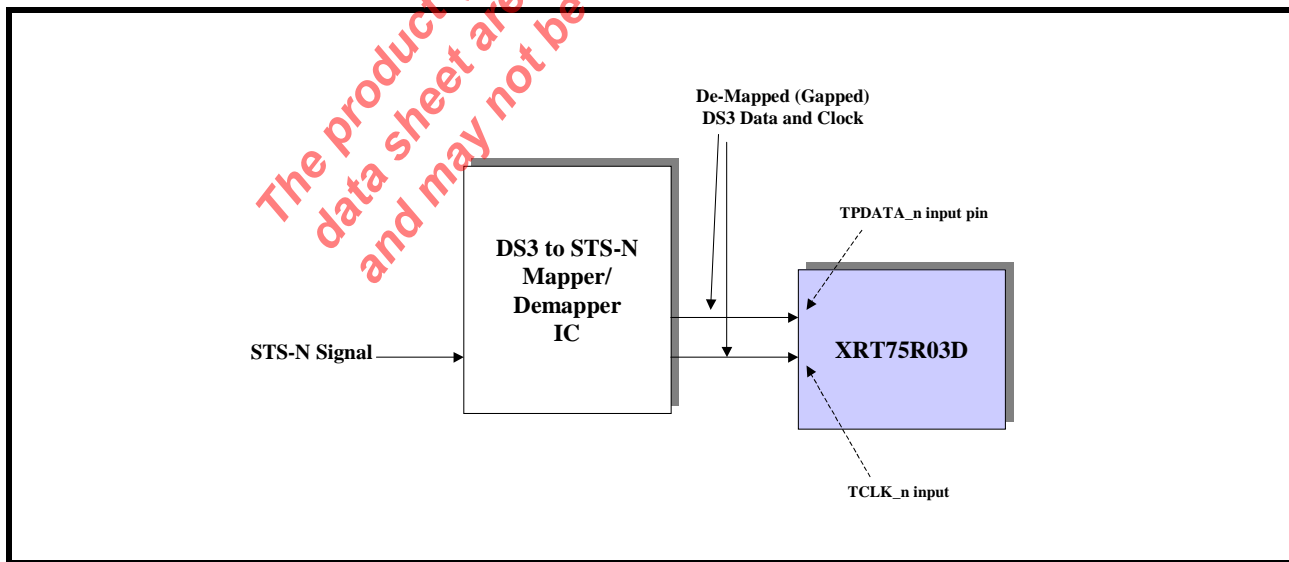 The product
data sheet are
and may not be
De-Mapped (Gapped)
DS3 Data and Clock
TPDATA_n input pin
DS3 to STS-N
Mapper/
Demapper
IC
STS-N Signal
XRT75R03D
TCLK_n input